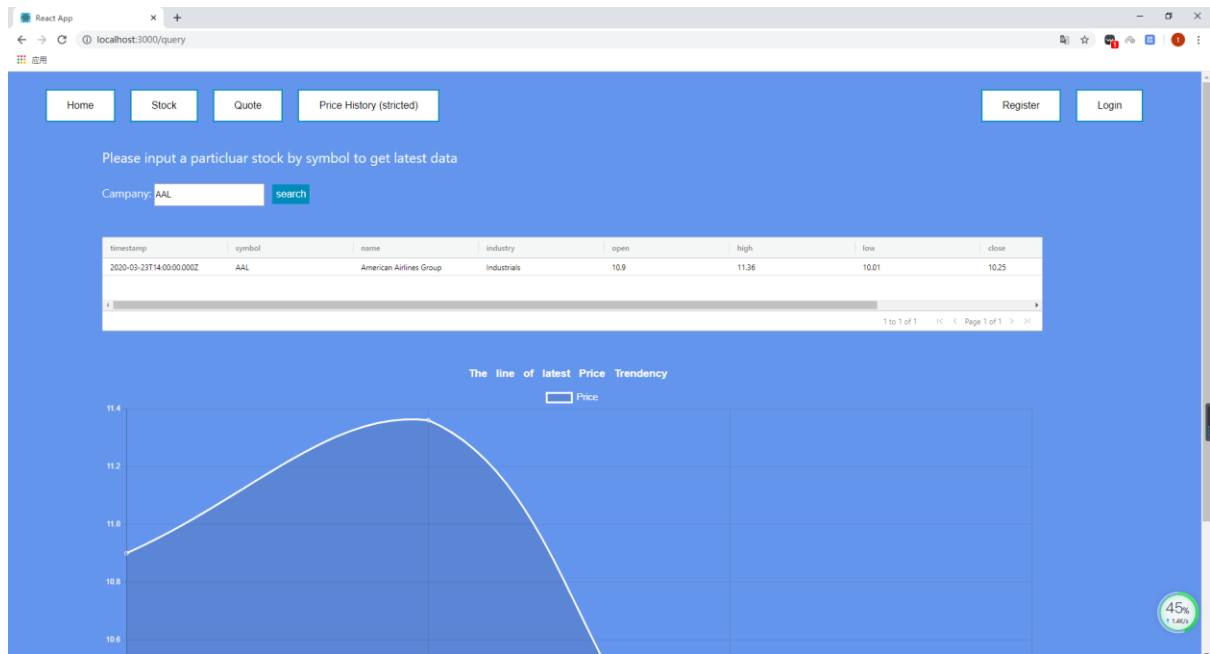 React App
localhost:3000/query
应用
Home Stock Quote Price History (stricted) Register Login
Please input a particluar stock by symbol to get latest data
Campany: AAL search
timestamp symbol name industry open high low close
2020-03-23T14:00:00.000Z AAL American Airlines Group Industrials 10.9 11.36 10.01 10.25
1 to 1 of 1 Page 1 of 1
The line of latest Price Trendency
Price
11.4
11.2
11.0
10.8
10.6
45%
1.4K/s